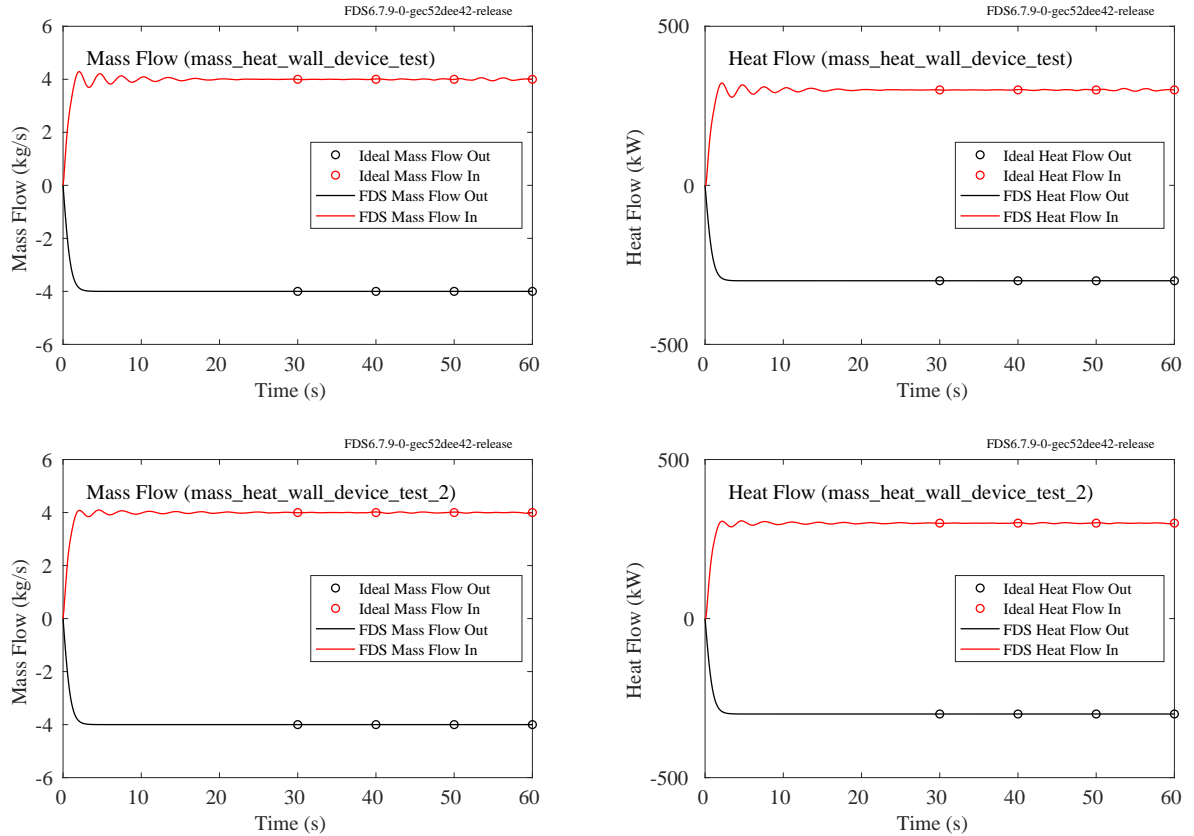 FDS6.7.9-0-gec52dee42-release
Mass Flow (mass_heat_wall_device_test)
6
4
2
0
-2
-4
-6
Mass Flow (kg/s)
Ideal Mass Flow Out
Ideal Mass Flow In
FDS Mass Flow Out
FDS Mass Flow In
0 10 20 30 40 50 60
Time (s)
FDS6.7.9-0-gec52dee42-release
Heat Flow (mass_heat_wall_device_test)
500
0
-500
Heat Flow (kW)
Ideal Heat Flow Out
Ideal Heat Flow In
FDS Heat Flow Out
FDS Heat Flow In
0 10 20 30 40 50 60
Time (s)
FDS6.7.9-0-gec52dee42-release
Mass Flow (mass_heat_wall_device_test_2)
6
4
2
0
-2
-4
-6
Mass Flow (kg/s)
Ideal Mass Flow Out
Ideal Mass Flow In
FDS Mass Flow Out
FDS Mass Flow In
0 10 20 30 40 50 60
Time (s)
FDS6.7.9-0-gec52dee42-release
Heat Flow (mass_heat_wall_device_test_2)
500
0
-500
Heat Flow (kW)
Ideal Heat Flow Out
Ideal Heat Flow In
FDS Heat Flow Out
FDS Heat Flow In
0 10 20 30 40 50 60
Time (s)